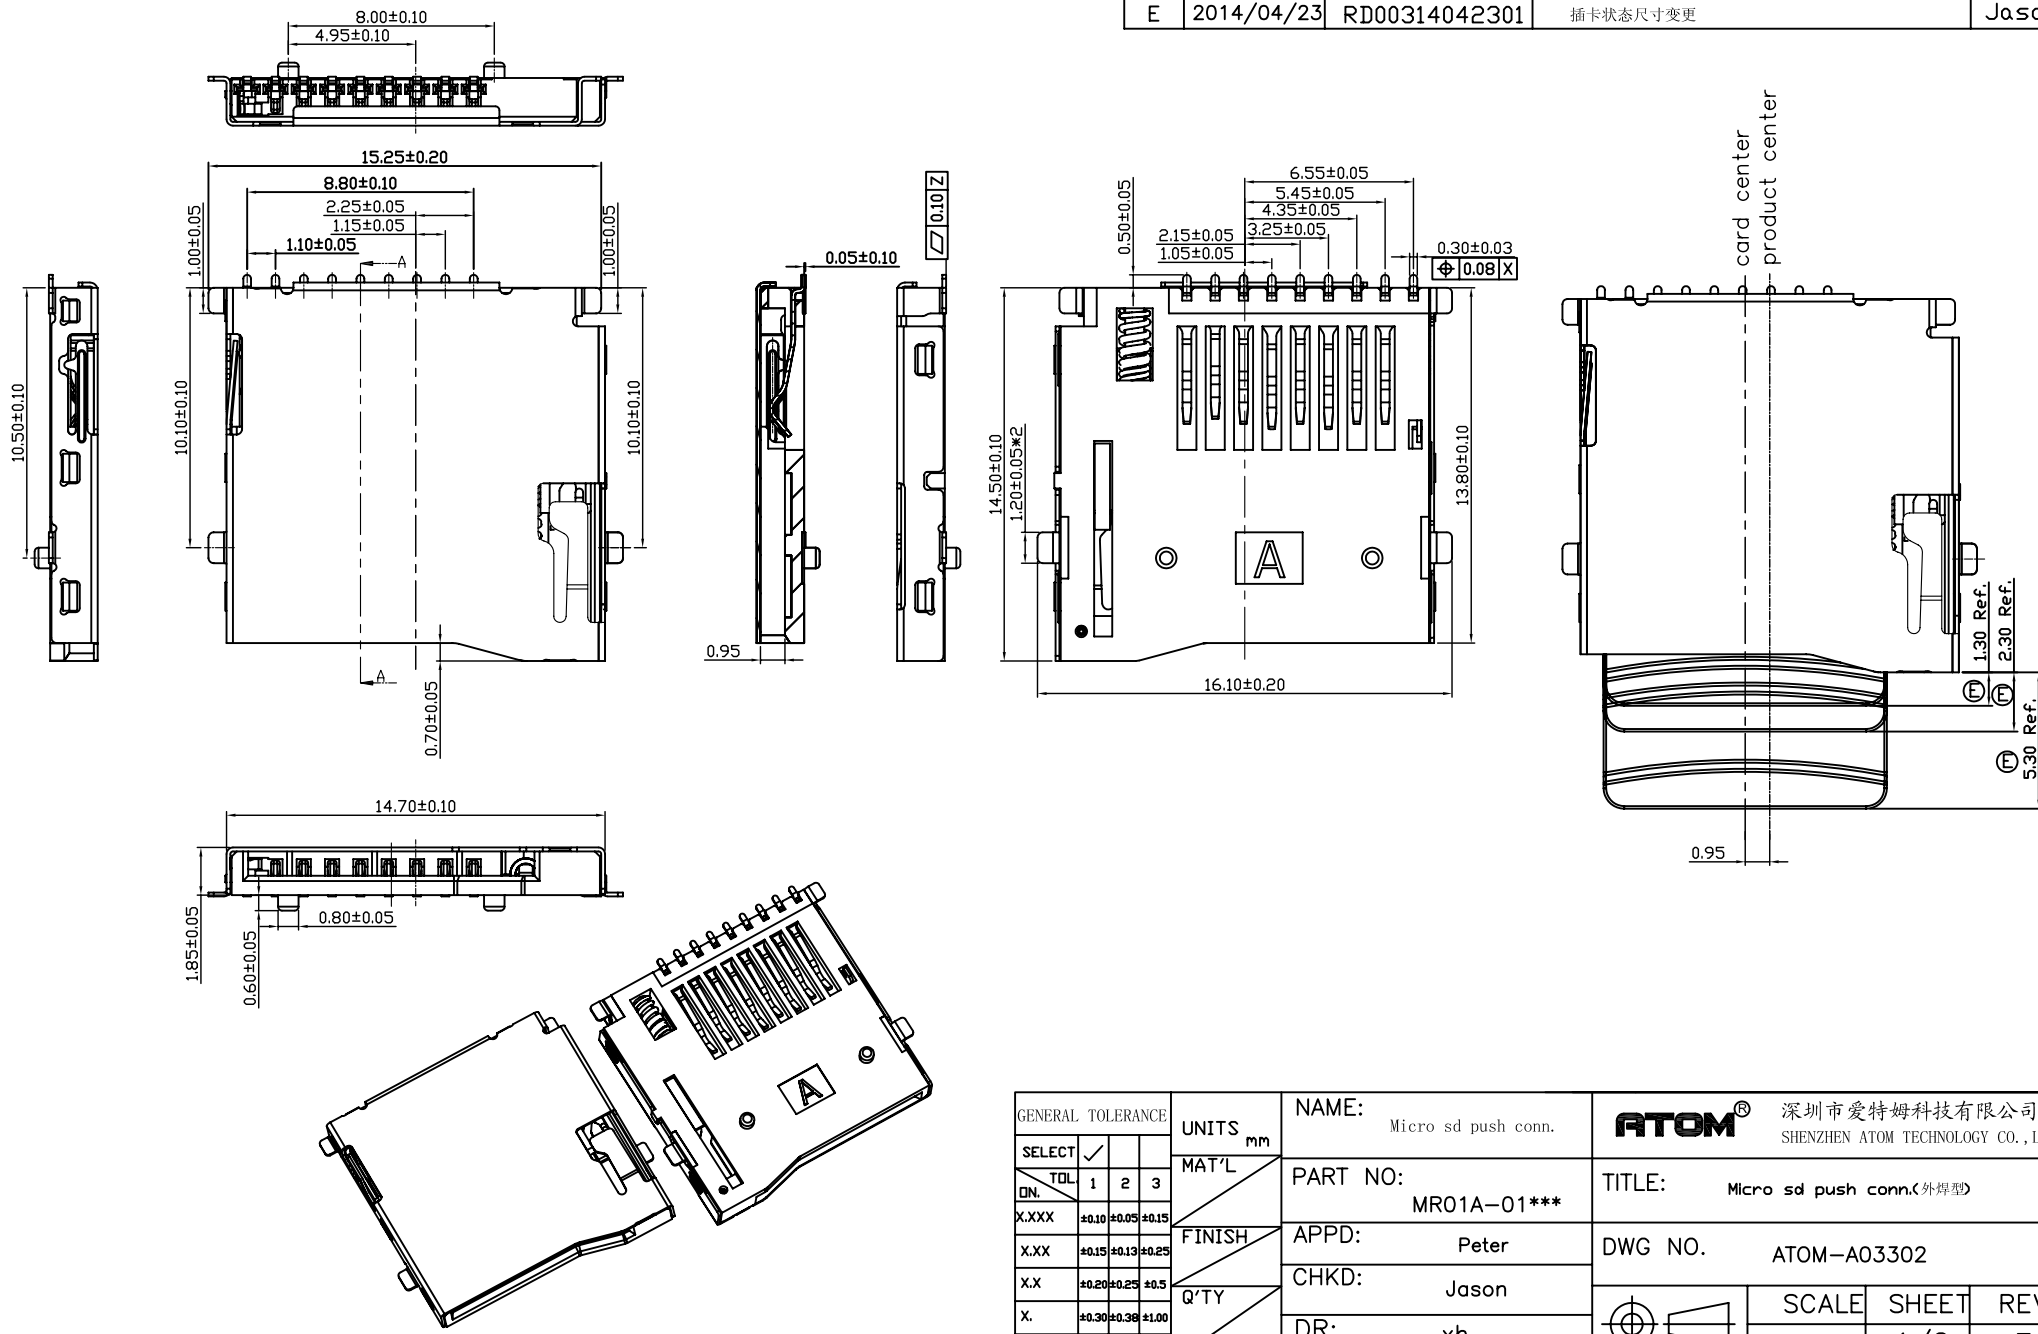 E 2014/04/23 RD00314042301 插卡状态尺寸变更
8.00±0.10
4.95±0.10
15.25±0.20
8.80±0.10
2.25±0.05
1.15±0.05
1.10±0.05
1.00±0.05
1.00±0.05
A
A
10.50±0.10
10.10±0.10
10.10±0.10
0.70±0.05
0.10 Z
0.05±0.10
0.95
6.55±0.05
5.45±0.05
4.35±0.05
3.25±0.05
2.15±0.05
1.05±0.05
0.50±0.05
0.30±0.03
0.08 X
14.50±0.10
1.20±0.05*2
13.80±0.10
A
16.10±0.20
card center
product center
1.30 Ref.
2.30 Ref.
E E
E 5.30 Ref.
0.95
14.70±0.10
1.85±0.05
0.60±0.05
0.80±0.05
A
GENERAL TOLERANCE
SELECT ✓
TOL.
DN. 1 2 3
X.XXX ±0.10 ±0.05 ±0.15
X.XX ±0.15 ±0.13 ±0.25
X.X ±0.20 ±0.25 ±0.5
X. ±0.30 ±0.38 ±1.00
UNITS mm
MAT'L
FINISH
Q'TY
NAME: Micro sd push conn.
PART NO: MR01A-01***
APPD: Peter
CHKD: Jason
DR: xh
ATOM® 深圳市爱特姆科技有限公司
SHENZHEN ATOM TECHNOLOGY CO.,
TITLE: Micro sd push conn.(外焊型)
DWG NO. ATOM-A03302
SCALE SHEET